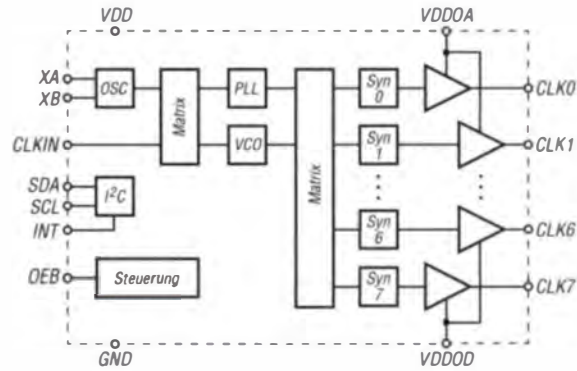 VDD
VDDOA
XA
XB
OSC
Matrix
PLL
Syn 0
CLK0
CLKIN
VCO
Matrix
Syn 1
CLK1
SDA
SCL
INT
I²C
Syn 6
CLK6
OEB
Steuerung
Syn 7
CLK7
GND
VDDOD